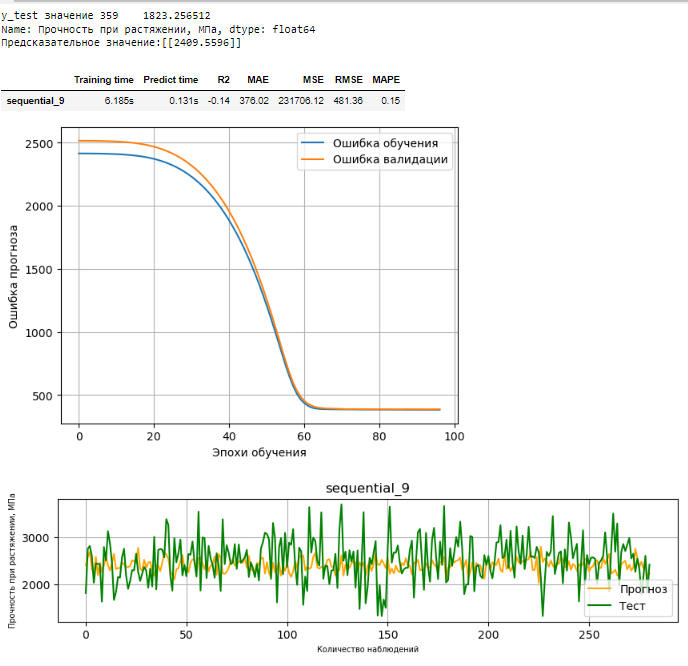 y_test значение 359    1823.256512
Name: Прочность при растяжении, МПа, dtype: float64
Предсказательное значение:[[2409.5596]]
Training time Predict time R2 MAE MSE RMSE MAPE
sequential_9 6.185s 0.131s -0.14 376.02 231706.12 481.36 0.15
Ошибка обучения
Ошибка валидации
Ошибка прогноза
2500
2000
1500
1000
500
0 20 40 60 80 100
Эпохи обучения
sequential_9
Прочность при растяжении, МПа
3000
2000
Прогноз
Тест
0 50 100 150 200 250
Количество наблюдений